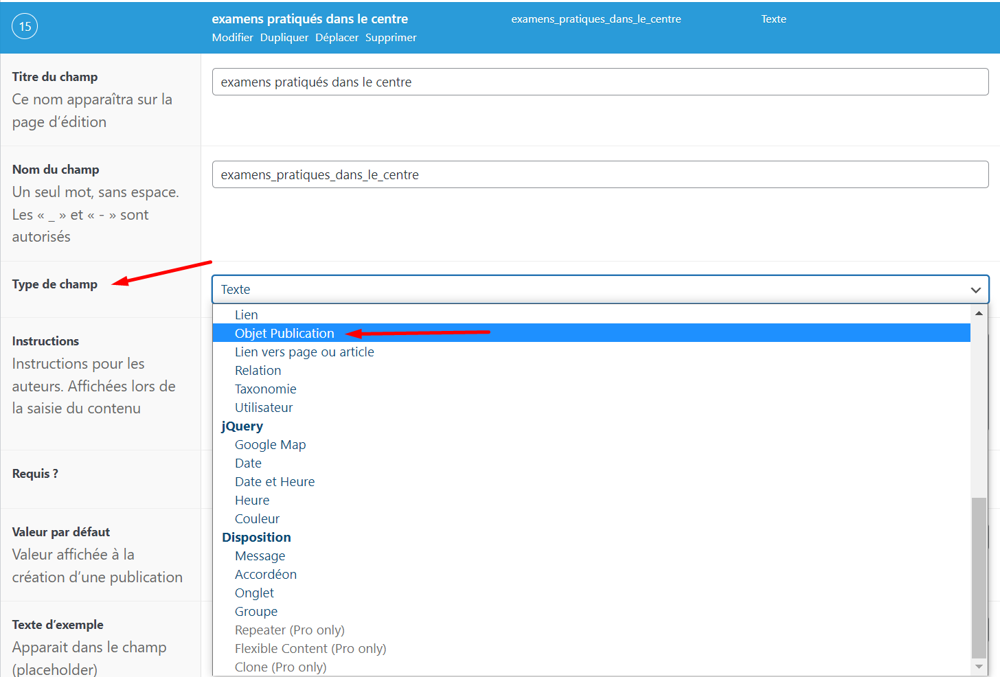 15
examens pratiqués dans le centre
examens_pratiques_dans_le_centre
Texte
Modifier Dupliquer Déplacer Supprimer
Titre du champ
Ce nom apparaîtra sur la
page d’édition
examens pratiqués dans le centre
Nom du champ
Un seul mot, sans espace.
Les « _ » et « - » sont
autorisés
examens_pratiques_dans_le_centre
Type de champ
Texte
Lien
Objet Publication
Lien vers page ou article
Relation
Taxonomie
Utilisateur
jQuery
Google Map
Date
Date et Heure
Heure
Couleur
Disposition
Message
Accordéon
Onglet
Groupe
Repeater (Pro only)
Flexible Content (Pro only)
Clone (Pro only)
Instructions
Instructions pour les
auteurs. Affichées lors de
la saisie du contenu
Requis ?
Valeur par défaut
Valeur affichée à la
création d’une publication
Texte d’exemple
Apparait dans le champ
(placeholder)